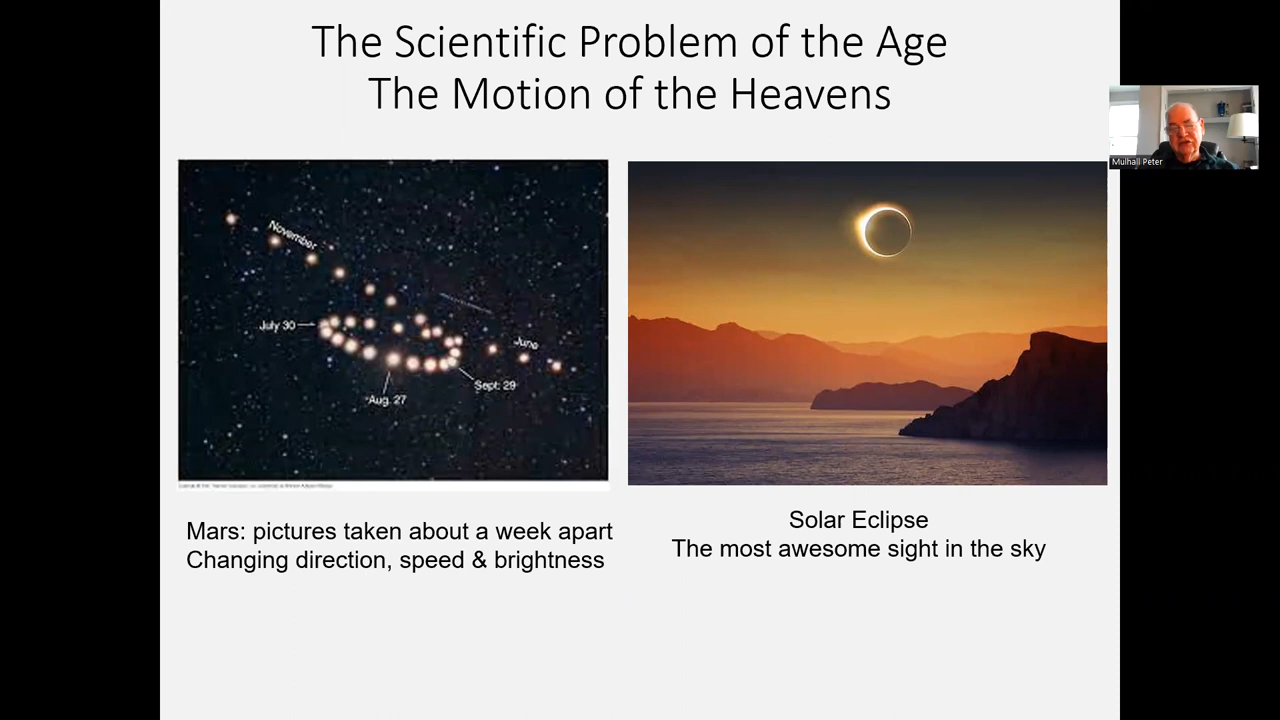 The Scientific Problem of the Age
The Motion of the Heavens
Mulhall Peter
November
July 30
June
Sept. 29
Aug. 27
Mars: pictures taken about a week apart
Changing direction, speed & brightness
Solar Eclipse
The most awesome sight in the sky